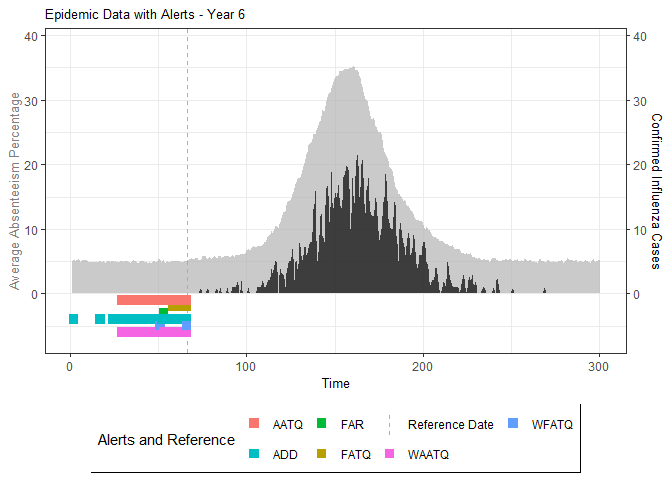 Epidemic Data with Alerts - Year 6
40
30
20
10
0
Average Absenteeism Percentage
40
30
20
10
0
Confirmed Influenza Cases
0 100 200 300
Time
Alerts and Reference
AATQ FAR Reference Date WFATQ
ADD FATQ WAATQ